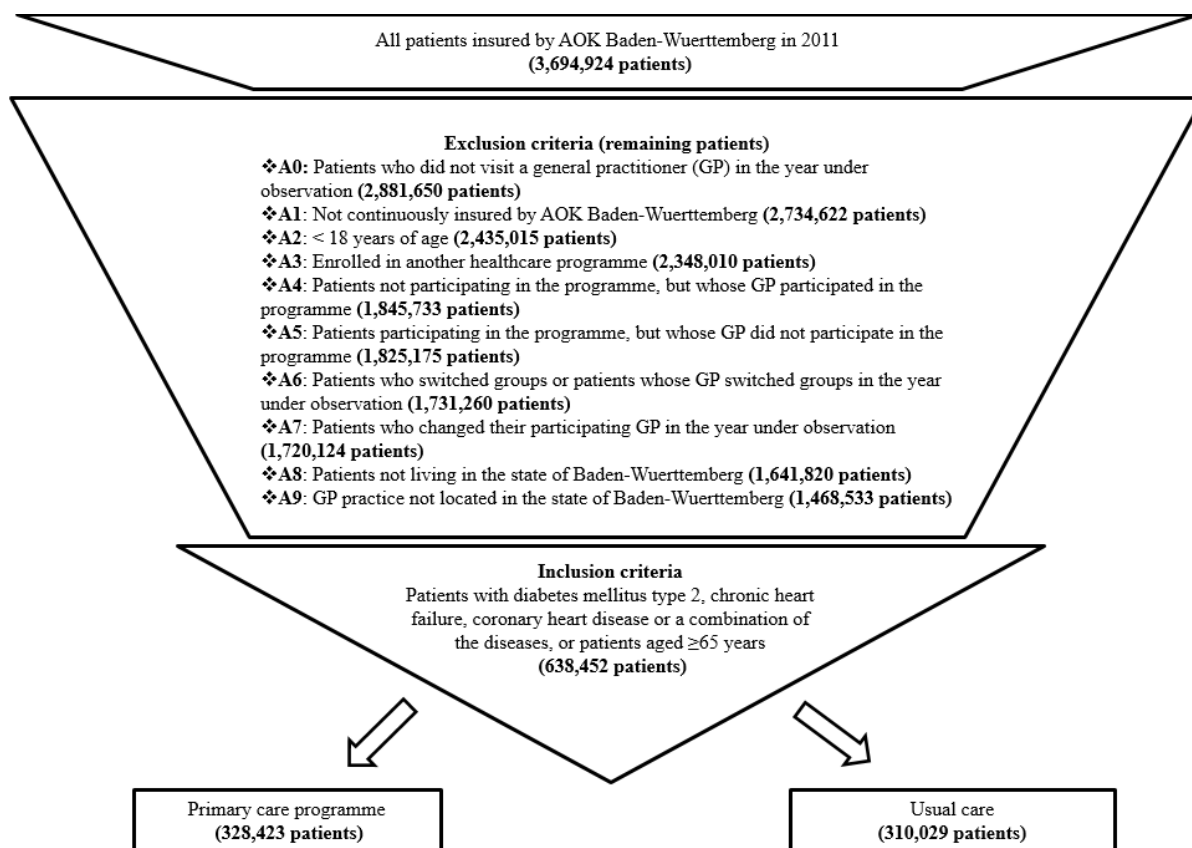 All patients insured by AOK Baden-Wuerttemberg in 2011
(3,694,924 patients)
Exclusion criteria (remaining patients)
❖A0: Patients who did not visit a general practitioner (GP) in the year under
observation (2,881,650 patients)
❖A1: Not continuously insured by AOK Baden-Wuerttemberg (2,734,622 patients)
❖A2: < 18 years of age (2,435,015 patients)
❖A3: Enrolled in another healthcare programme (2,348,010 patients)
❖A4: Patients not participating in the programme, but whose GP participated in the
programme (1,845,733 patients)
❖A5: Patients participating in the programme, but whose GP did not participate in the
programme (1,825,175 patients)
❖A6: Patients who switched groups or patients whose GP switched groups in the year
under observation (1,731,260 patients)
❖A7: Patients who changed their participating GP in the year under observation
(1,720,124 patients)
❖A8: Patients not living in the state of Baden-Wuerttemberg (1,641,820 patients)
❖A9: GP practice not located in the state of Baden-Wuerttemberg (1,468,533 patients)
Inclusion criteria
Patients with diabetes mellitus type 2, chronic heart
failure, coronary heart disease or a combination of
the diseases, or patients aged ≥65 years
(638,452 patients)
Primary care programme
(328,423 patients)
Usual care
(310,029 patients)